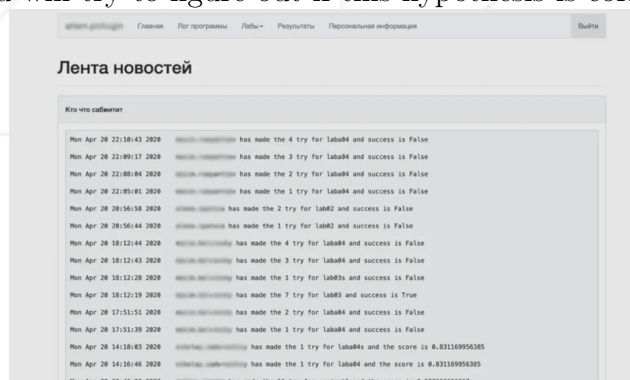 will try to figure out if this hypothesis is
Главная Лог программы Лабы Результаты Персональная информация Выйти
Лента новостей
Кто что сабмитит
Mon Apr 20 22:10:43 2020 has made the 4 try for laba04 and success is False
Mon Apr 20 22:09:17 2020 has made the 3 try for laba04 and success is False
Mon Apr 20 22:08:04 2020 has made the 2 try for laba04 and success is False
Mon Apr 20 22:05:01 2020 has made the 1 try for laba04 and success is False
Mon Apr 20 20:56:58 2020 has made the 2 try for lab02 and success is False
Mon Apr 20 20:56:44 2020 has made the 1 try for lab02 and success is False
Mon Apr 20 18:12:44 2020 has made the 4 try for laba04 and success is False
Mon Apr 20 18:12:43 2020 has made the 3 try for laba04 and success is False
Mon Apr 20 18:12:28 2020 has made the 1 try for lab03s and success is False
Mon Apr 20 18:12:19 2020 has made the 7 try for lab03 and success is True
Mon Apr 20 17:51:51 2020 has made the 2 try for laba04 and success is False
Mon Apr 20 17:51:39 2020 has made the 1 try for laba04 and success is False
Mon Apr 20 14:18:03 2020 has made the 1 try for laba04s and the score is 0.831169956385
Mon Apr 20 14:16:46 2020 has made the 1 try for laba04 and the score is 0.831169956385